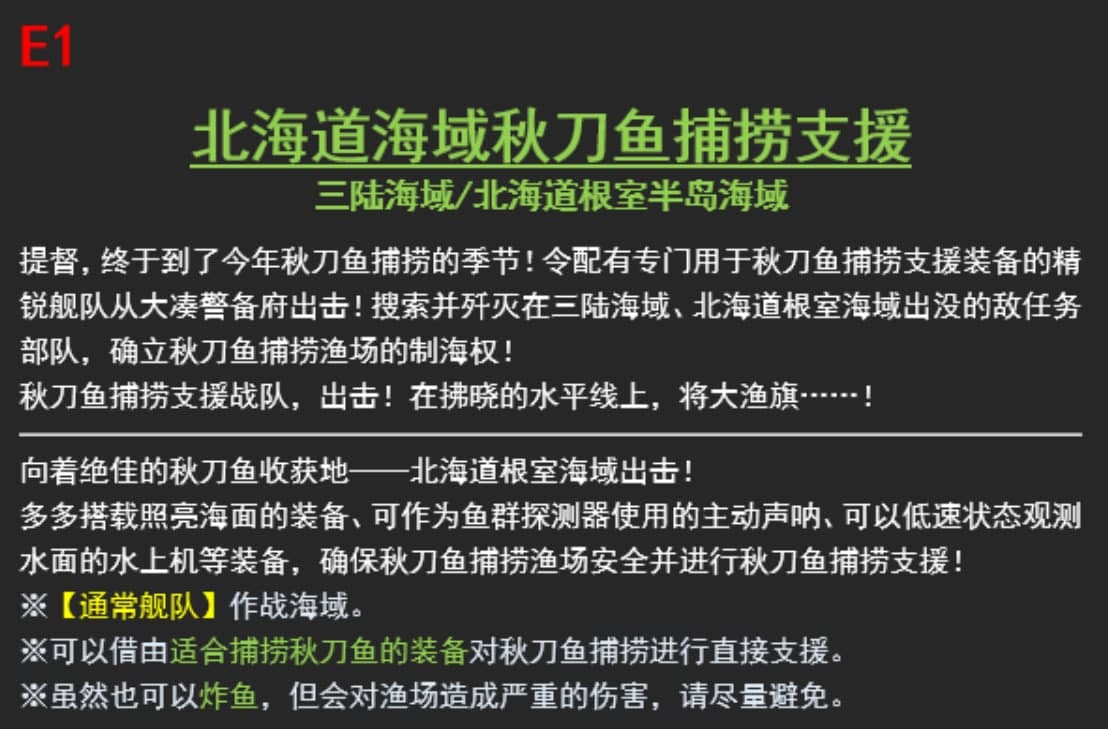 E1
北海道海域秋刀鱼捕捞支援
三陆海域/北海道根室半岛海域
提督，终于到了今年秋刀鱼捕捞的季节！令配有专门用于秋刀鱼捕捞支援装备的精
锐舰队从大凑警备府出击！搜索并歼灭在三陆海域、北海道根室海域出没的敌任务
部队，确立秋刀鱼捕捞渔场的制海权！
秋刀鱼捕捞支援战队，出击！在拂晓的水平线上，将大渔旗……！
向着绝佳的秋刀鱼收获地——北海道根室海域出击！
多多搭载照亮海面的装备、可作为鱼群探测器使用的主动声呐、可以低速状态观测
水面的水上机等装备，确保秋刀鱼捕捞渔场安全并进行秋刀鱼捕捞支援！
※【通常舰队】作战海域。
※可以借由适合捕捞秋刀鱼的装备对秋刀鱼捕捞进行直接支援。
※虽然也可以炸鱼，但会对渔场造成严重的伤害，请尽量避免。